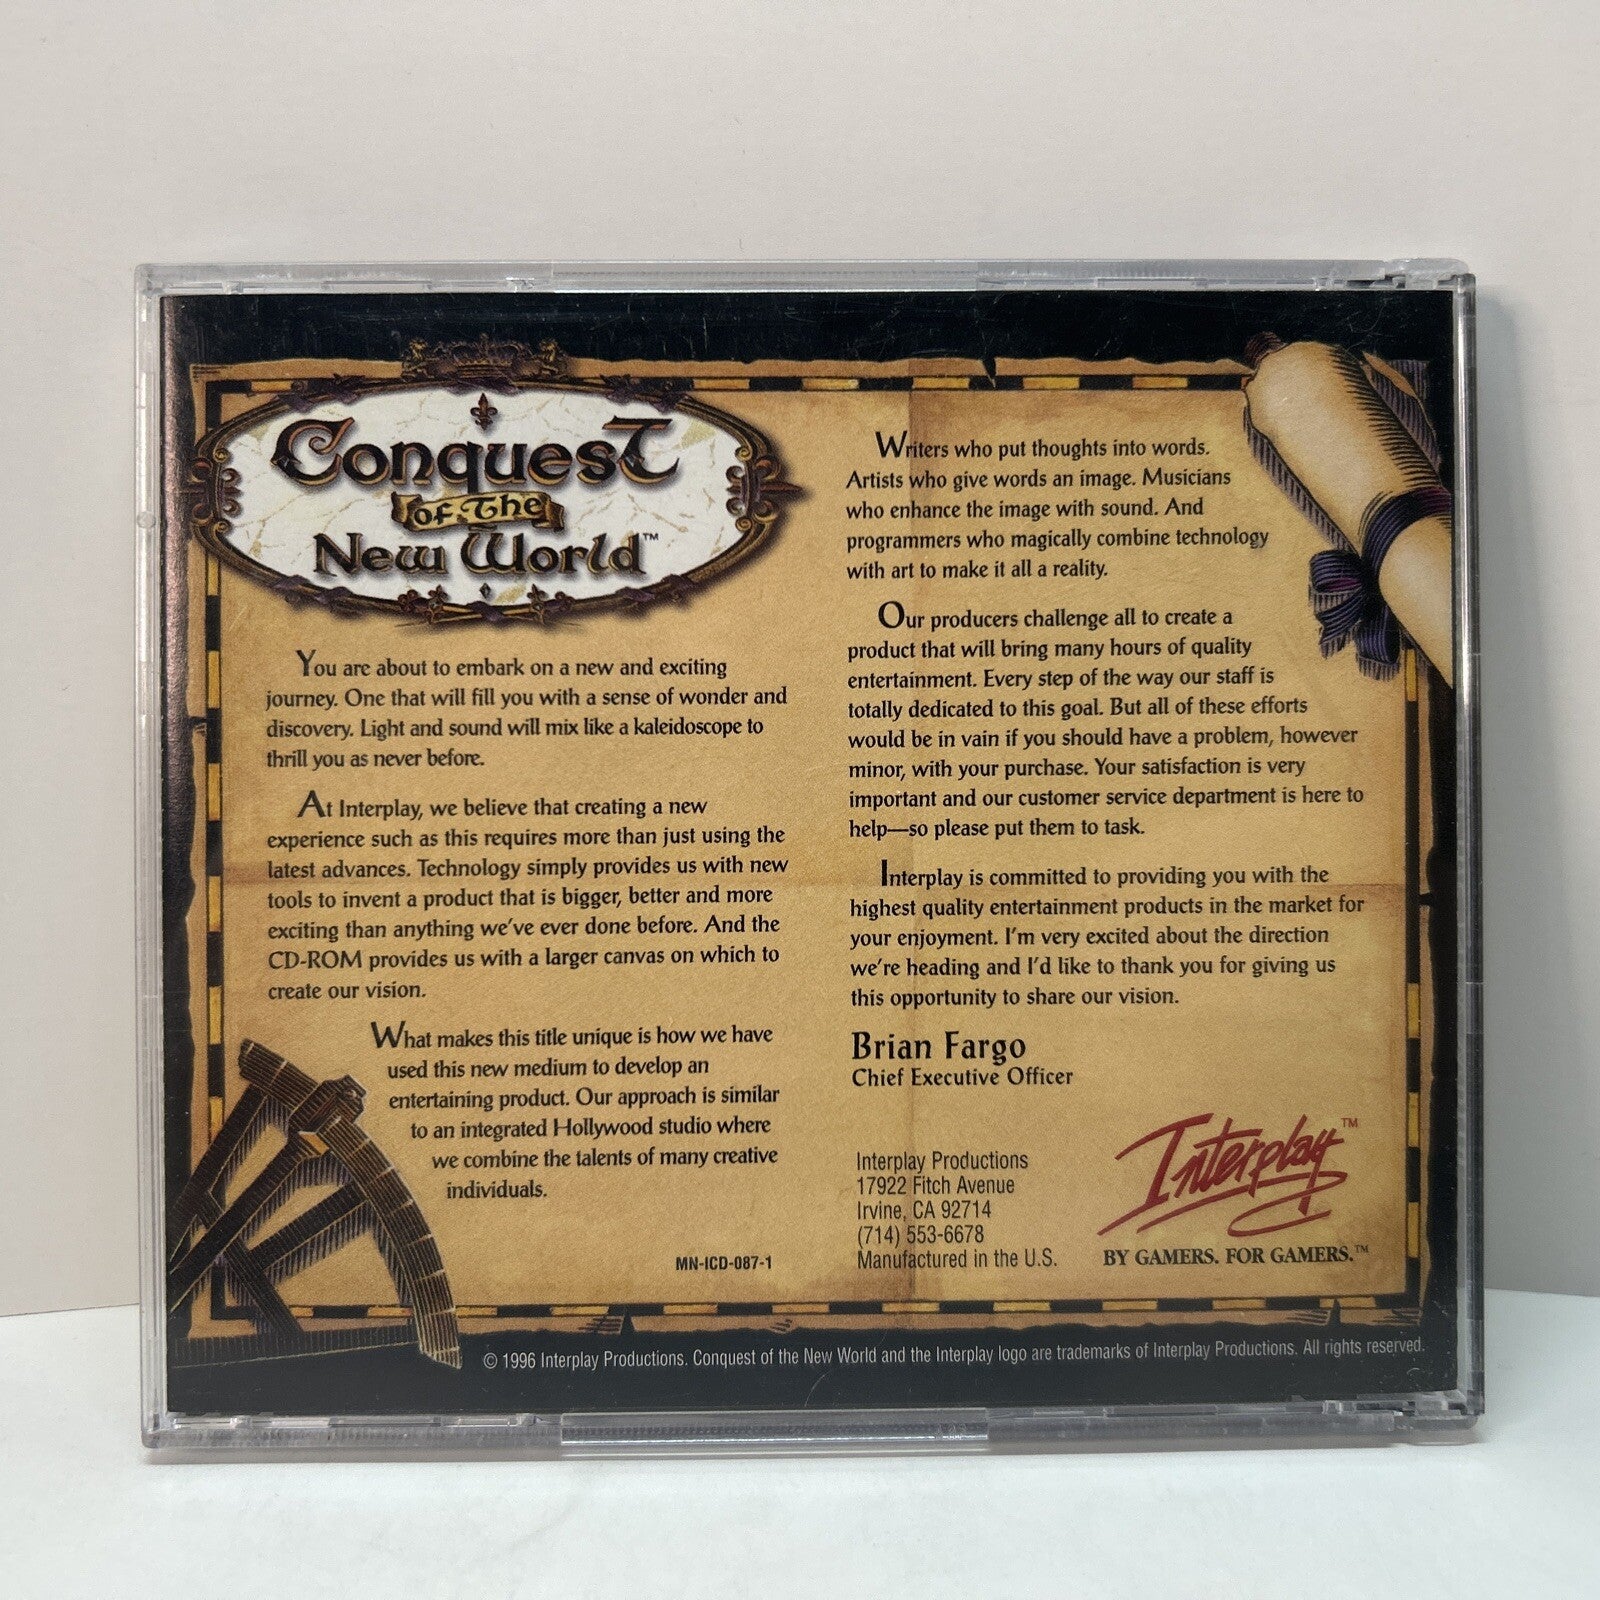 Conquest
of The
New World™
You are about to embark on a new and exciting
journey. One that will fill you with a sense of wonder and
discovery. Light and sound will mix like a kaleidoscope to
thrill you as never before.
At Interplay, we believe that creating a new
experience such as this requires more than just using the
latest advances. Technology simply provides us with new
tools to invent a product that is bigger, better and more
exciting than anything we've ever done before. And the
CD-ROM provides us with a larger canvas on which to
create our vision.
What makes this title unique is how we have
used this new medium to develop an
entertaining product. Our approach is similar
to an integrated Hollywood studio where
we combine the talents of many creative
individuals.
MN-ICD-087-1
Writers who put thoughts into words.
Artists who give words an image. Musicians
who enhance the image with sound. And
programmers who magically combine technology
with art to make it all a reality.
Our producers challenge all to create a
product that will bring many hours of quality
entertainment. Every step of the way our staff is
totally dedicated to this goal. But all of these efforts
would be in vain if you should have a problem, however
minor, with your purchase. Your satisfaction is very
important and our customer service department is here to
help—so please put them to task.
Interplay is committed to providing you with the
highest quality entertainment products in the market for
your enjoyment. I'm very excited about the direction
we're heading and I'd like to thank you for giving us
this opportunity to share our vision.
Brian Fargo
Chief Executive Officer
Interplay Productions
17922 Fitch Avenue
Irvine, CA 92714
(714) 553-6678
Manufactured in the U.S.
Interplay™
BY GAMERS. FOR GAMERS.™
© 1996 Interplay Productions. Conquest of the New World and the Interplay logo are trademarks of Interplay Productions. All rights reserved.